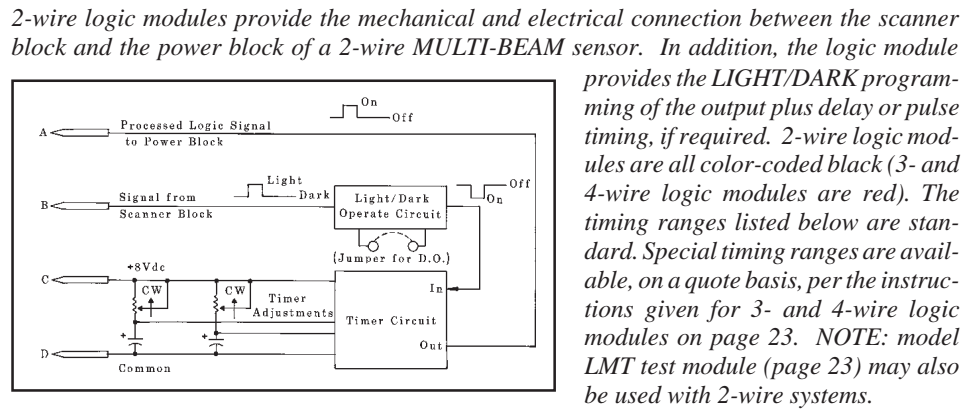 2-wire logic modules provide the mechanical and electrical connection between the scanner
block and the power block of a 2-wire MULTI-BEAM sensor. In addition, the logic module
provides the LIGHT/DARK program-
ming of the output plus delay or pulse
timing, if required. 2-wire logic mod-
ules are all color-coded black (3- and
4-wire logic modules are red). The
timing ranges listed below are stan-
dard. Special timing ranges are avail-
able, on a quote basis, per the instruc-
tions given for 3- and 4-wire logic
modules on page 23. NOTE: model
LMT test module (page 23) may also
be used with 2-wire systems.
On
Off
A
Processed Logic Signal
to Power Block
Light
Dark
Off
On
B
Signal from
Scanner Block
Light/Dark
Operate Circuit
(Jumper for D.O.)
+8Vdc
C
CW
CW
In
Timer
Adjustments
Timer Circuit
+
+
Out
D
Common